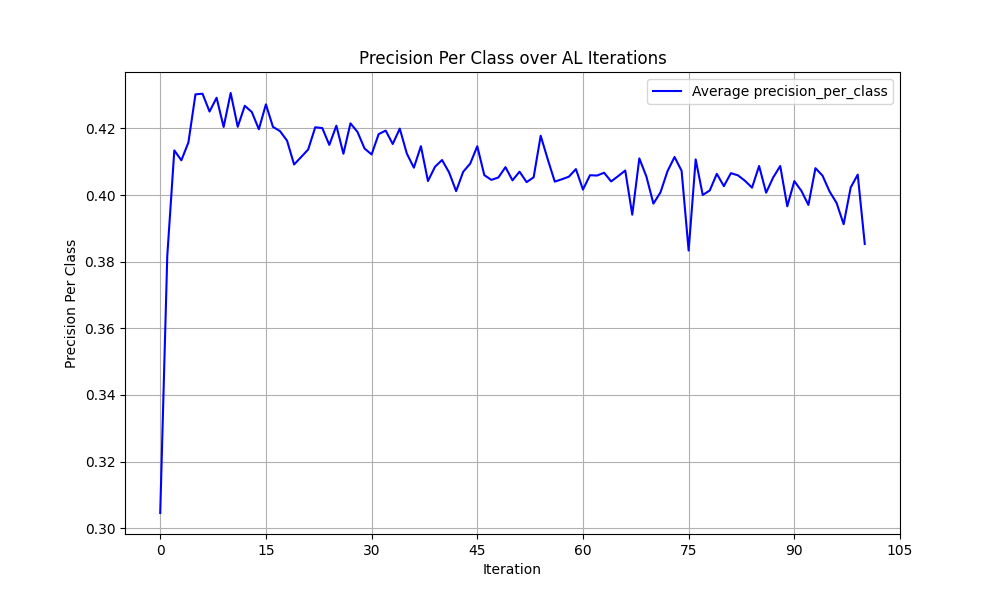 Precision Per Class over AL Iterations
Average precision_per_class
Precision Per Class
0.42
0.40
0.38
0.36
0.34
0.32
0.30
0 15 30 45 60 75 90 105
Iteration